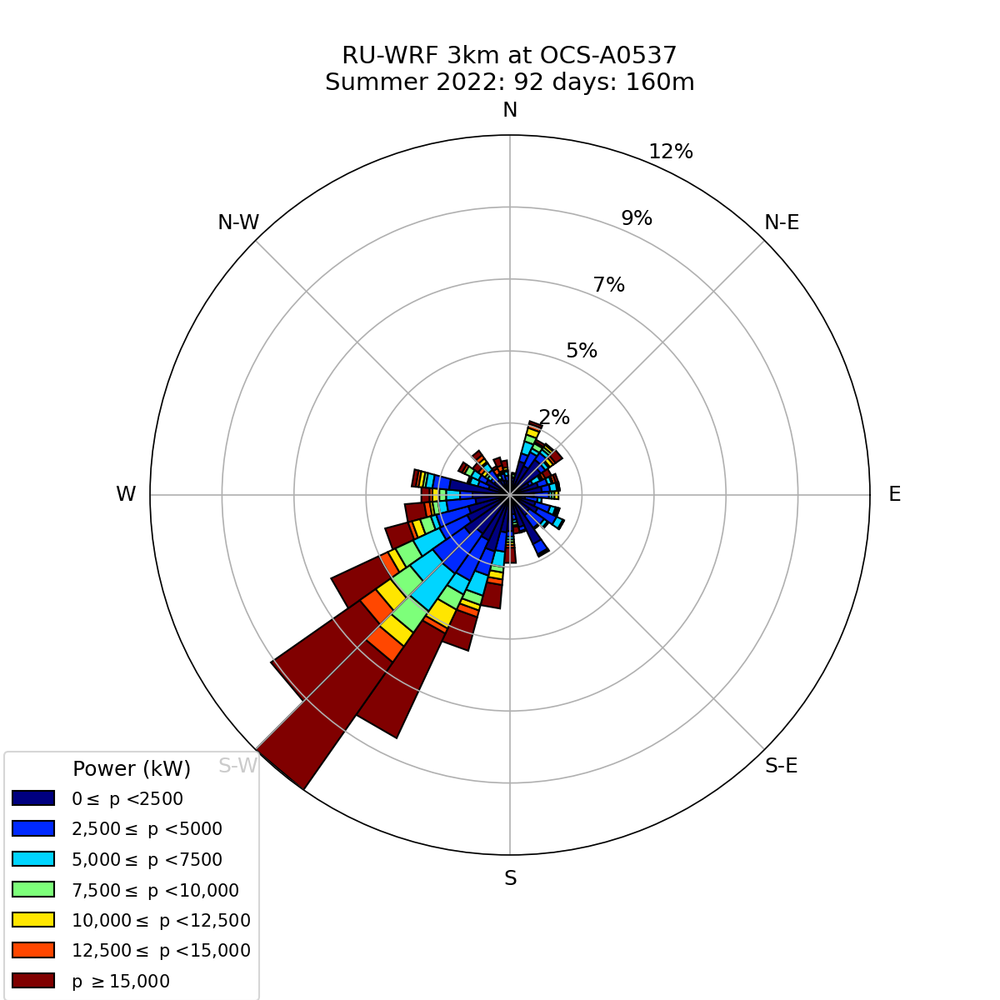 RU-WRF 3km at OCS-A0537
Summer 2022: 92 days: 160m
N
12%
N-W
N-E
9%
7%
5%
2%
W
E
S-W
S-E
S
Power (kW)
0≤ p <2500
2,500≤ p <5000
5,000≤ p <7500
7,500≤ p <10,000
10,000≤ p <12,500
12,500≤ p <15,000
p ≥15,000